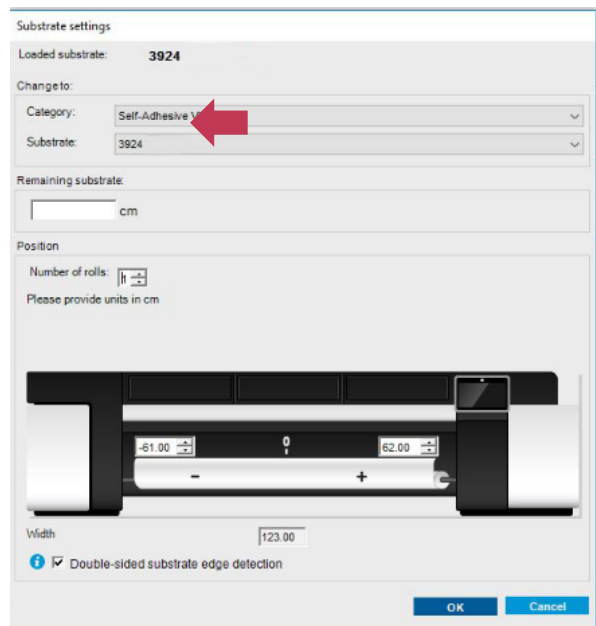 Substrate settings
Loaded substrate: 3924
Change to:
Category: Self-Adhesive
Substrate: 3924
Remaining substrate:
cm
Position
Number of rolls:
Please provide units in cm
-61.00 0 62.00
- +
Width 123.00
i Double-sided substrate edge detection
OK Cancel